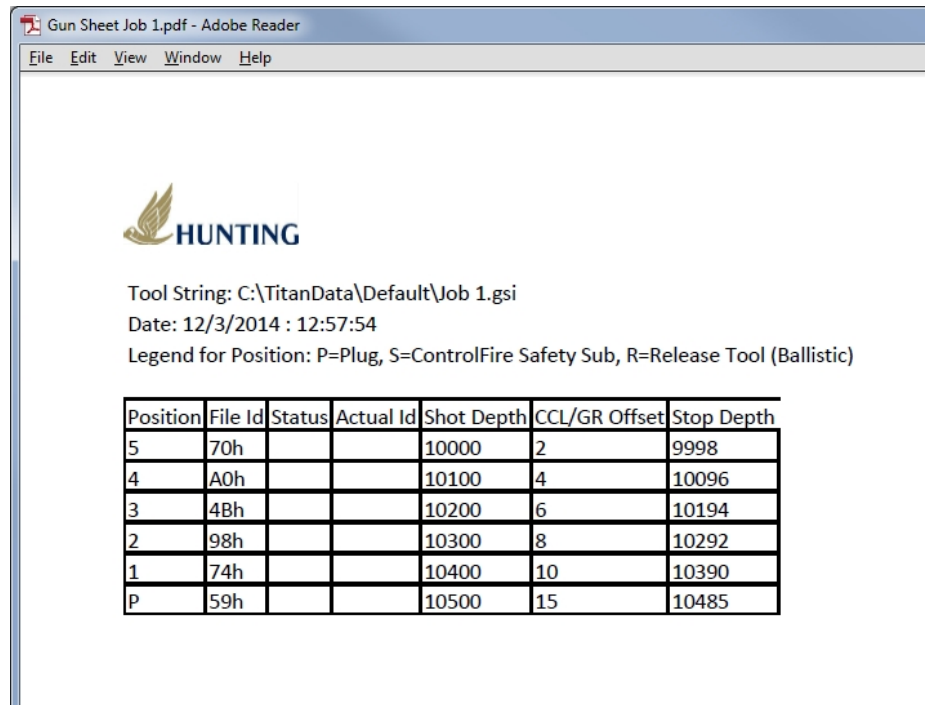 Gun Sheet Job 1.pdf - Adobe Reader
File Edit View Window Help
HUNTING
Tool String: C:\TitanData\Default\Job 1.gsi
Date: 12/3/2014 : 12:57:54
Legend for Position: P=Plug, S=ControlFire Safety Sub, R=Release Tool (Ballistic)
Position File Id Status Actual Id Shot Depth CCL/GR Offset Stop Depth
5 70h 10000 2 9998
4 A0h 10100 4 10096
3 4Bh 10200 6 10194
2 98h 10300 8 10292
1 74h 10400 10 10390
P 59h 10500 15 10485